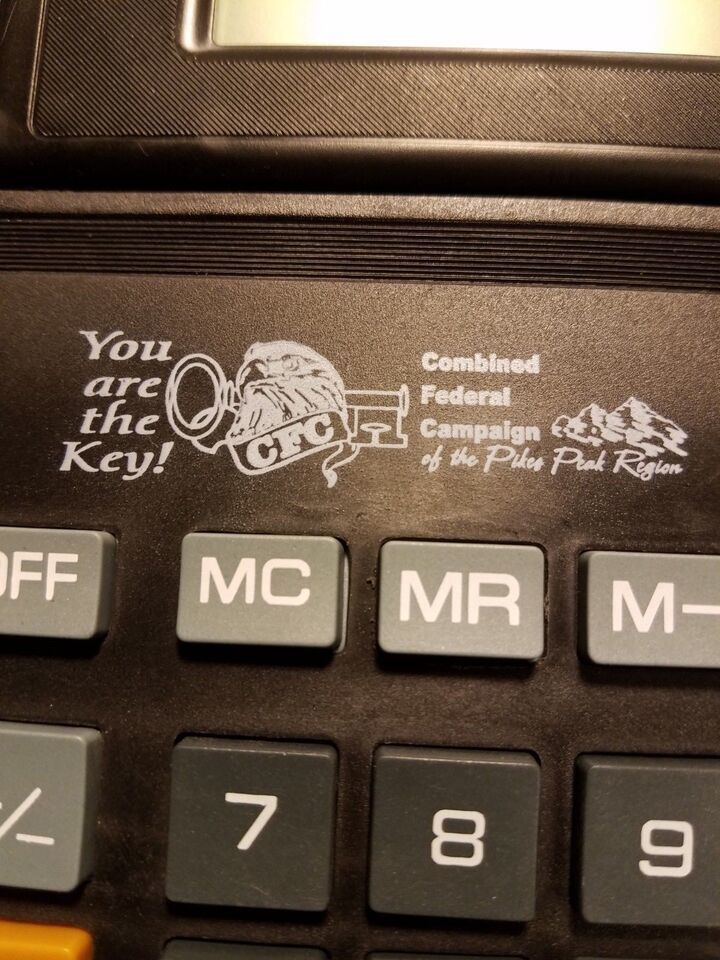 You
are
the
Key!
CFC
Combined
Federal
Campaign
of the Pikes Peak Region
OFF MC MR M-
+/- 7 8 9